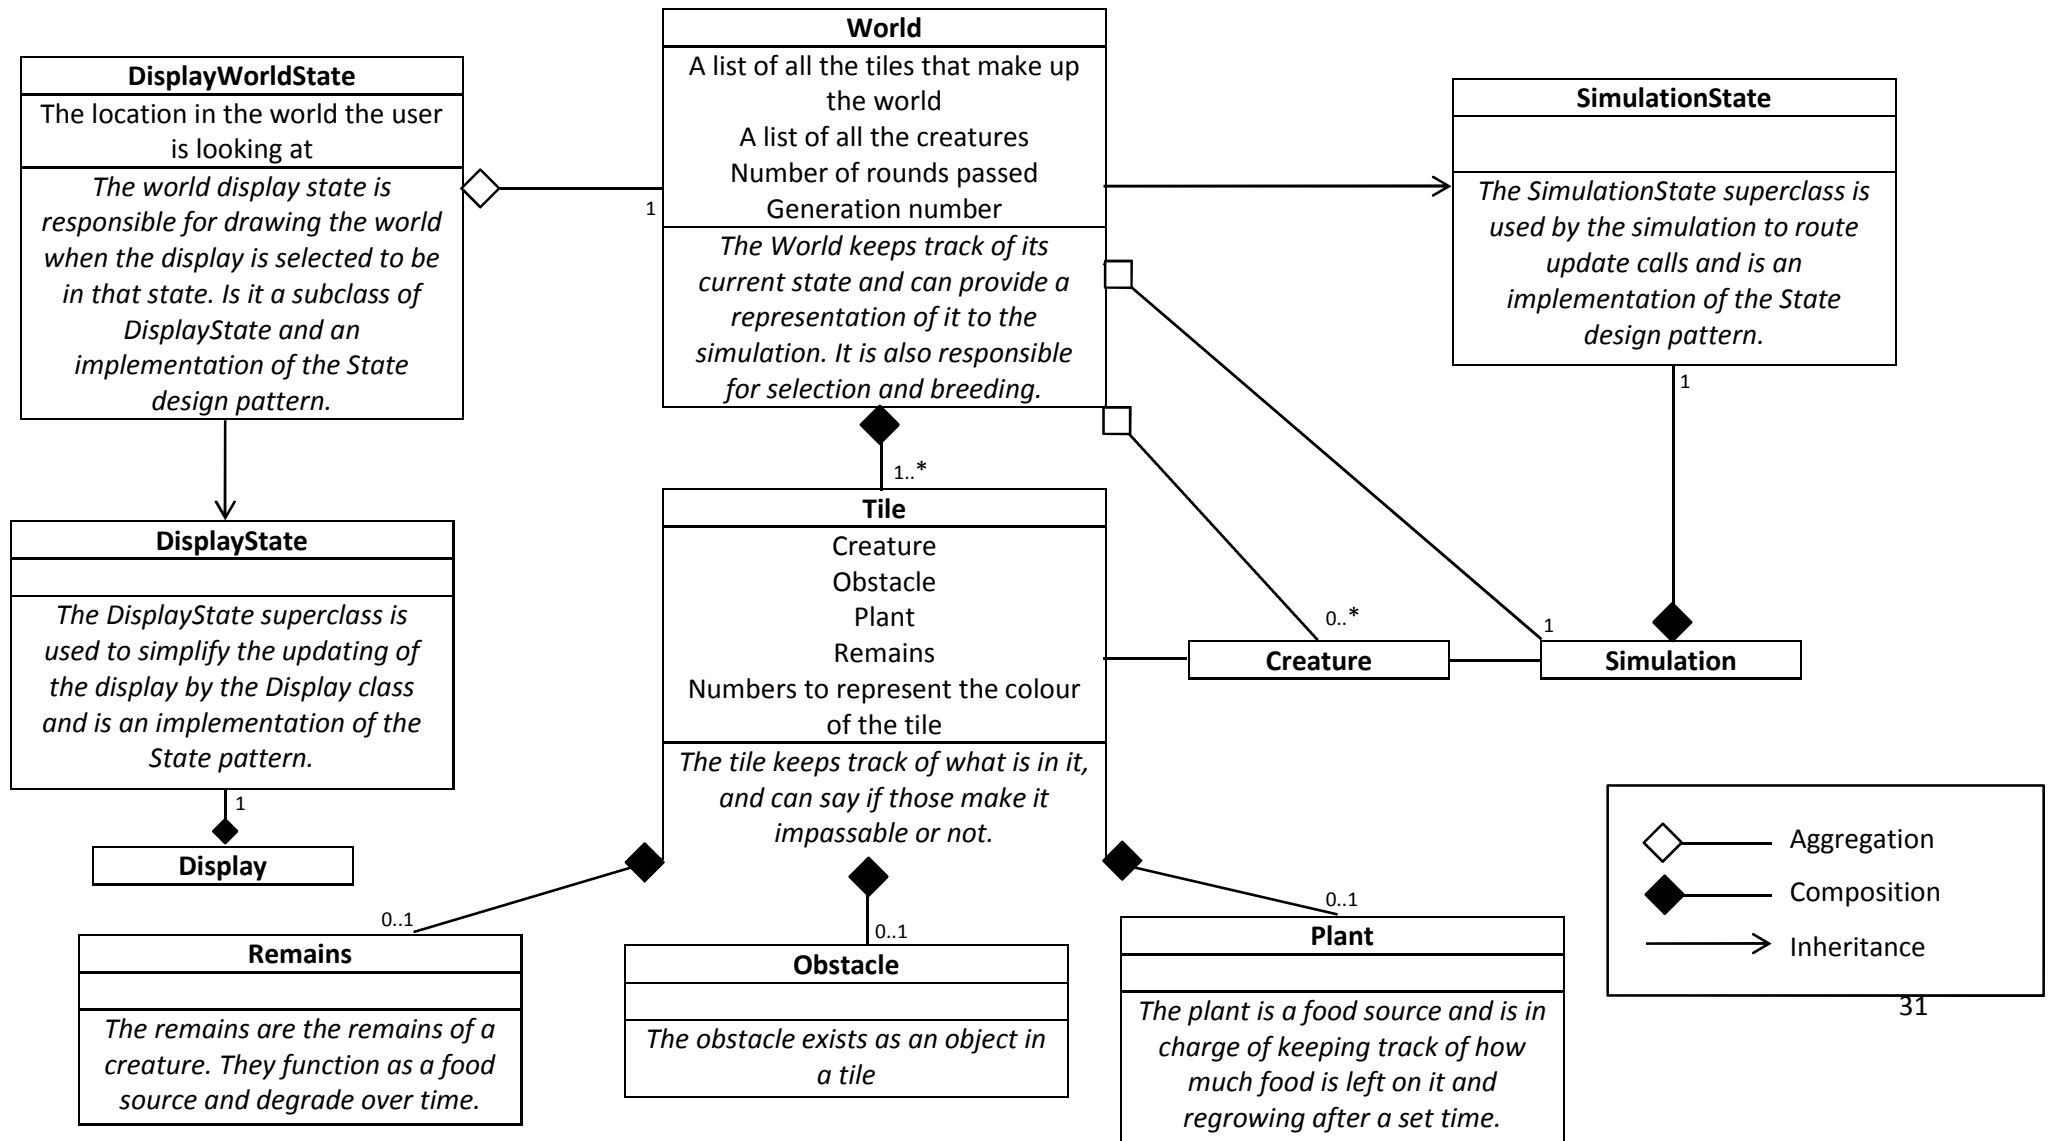 DisplayWorldState
The location in the world the user
is looking at
The world display state is
responsible for drawing the world
when the display is selected to be
in that state. Is it a subclass of
DisplayState and an
implementation of the State
design pattern.
World
A list of all the tiles that make up
the world
A list of all the creatures
Number of rounds passed
Generation number
The World keeps track of its
current state and can provide a
representation of it to the
simulation. It is also responsible
for selection and breeding.
SimulationState
The SimulationState superclass is
used by the simulation to route
update calls and is an
implementation of the State
design pattern.
1
1
1..*
DisplayState
The DisplayState superclass is
used to simplify the updating of
the display by the Display class
and is an implementation of the
State pattern.
1
Display
Tile
Creature
Obstacle
Plant
Remains
Numbers to represent the colour
of the tile
The tile keeps track of what is in it,
and can say if those make it
impassable or not.
0..*
Creature
1
Simulation
0..1
Remains
The remains are the remains of a
creature. They function as a food
source and degrade over time.
0..1
Obstacle
The obstacle exists as an object in
a tile
0..1
Plant
The plant is a food source and is in
charge of keeping track of how
much food is left on it and
regrowing after a set time.
Aggregation
Composition
Inheritance
31